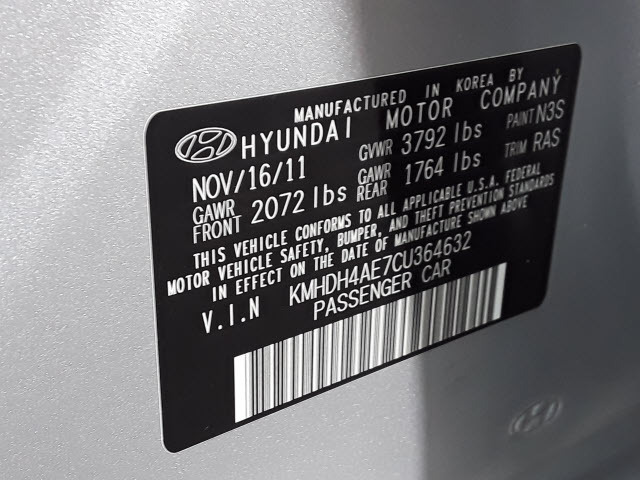 MANUFACTURED IN KOREA BY
HYUNDAI MOTOR COMPANY
NOV/16/11 GVWR 3792 lbs PAINT N3S
GAWR FRONT 2072 lbs GAWR REAR 1764 lbs TRIM RAS
THIS VEHICLE CONFORMS TO ALL APPLICABLE U.S.A. FEDERAL
MOTOR VEHICLE SAFETY, BUMPER, AND THEFT PREVENTION STANDARDS
IN EFFECT ON THE DATE OF MANUFACTURE SHOWN ABOVE
V.I.N KMHDH4AE7CU364632
PASSENGER CAR